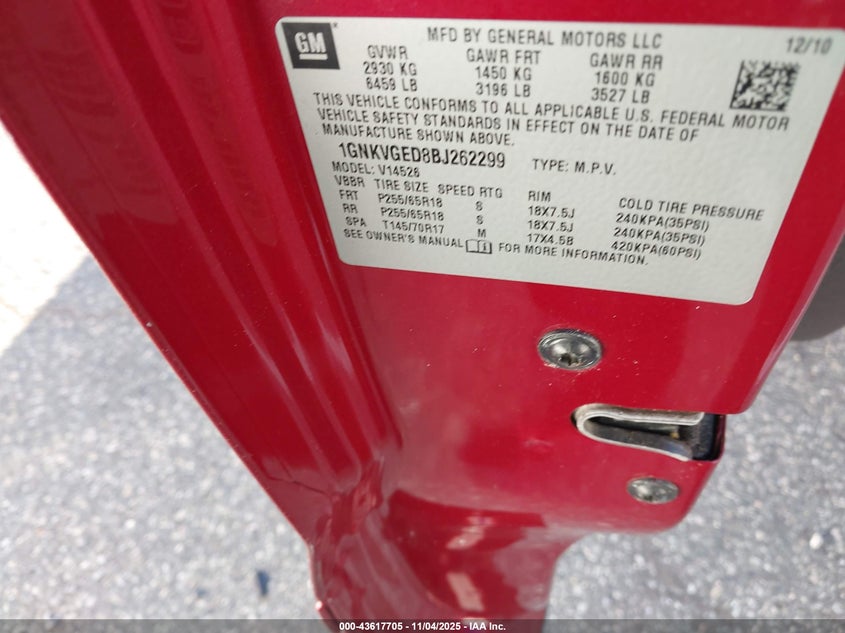 GM
MFD BY GENERAL MOTORS LLC 12/10
GVWR GAWR FRT GAWR RR
2930 KG 1450 KG 1600 KG
6459 LB 3196 LB 3527 LB
THIS VEHICLE CONFORMS TO ALL APPLICABLE U.S. FEDERAL MOTOR
VEHICLE SAFETY STANDARDS IN EFFECT ON THE DATE OF
MANUFACTURE SHOWN ABOVE.
1GNKVGED8BJ262299 TYPE: M.P.V.
MODEL: V14526
VBBR TIRE SIZE SPEED RTG RIM COLD TIRE PRESSURE
FRT P255/65R18 S 18X7.5J 240KPA(35PSI)
RR P255/65R18 S 18X7.5J 240KPA(35PSI)
SPA T145/70R17 M 17X4.5B 420KPA(60PSI)
SEE OWNER'S MANUAL FOR MORE INFORMATION.
000-43617705 - 11/04/2025 - IAA Inc.